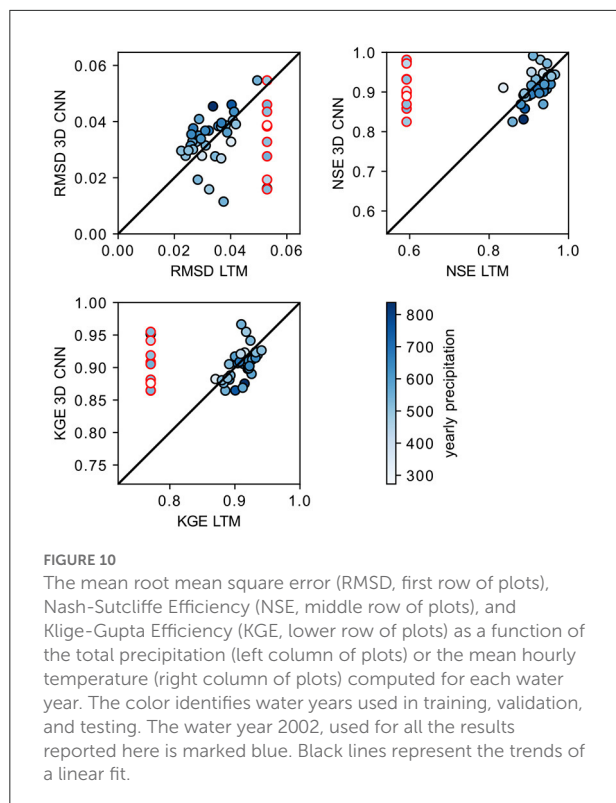 0.06
0.04
0.02
0.00
RMSD 3D CNN
0.00 0.02 0.04 0.06
RMSD LTM
1.0
0.9
0.8
0.7
0.6
NSE 3D CNN
0.6 0.8 1.0
NSE LTM
1.00
0.95
0.90
0.85
0.80
0.75
KGE 3D CNN
0.8 0.9 1.0
KGE LTM
800
700
600
500
400
300
yearly precipitation
FIGURE 10
The mean root mean square error (RMSD, first row of plots),
Nash-Sutcliffe Efficiency (NSE, middle row of plots), and
Klige-Gupta Efficiency (KGE, lower row of plots) as a function of
the total precipitation (left column of plots) or the mean hourly
temperature (right column of plots) computed for each water
year. The color identifies water years used in training, validation,
and testing. The water year 2002, used for all the results
reported here is marked blue. Black lines represent the trends of
a linear fit.